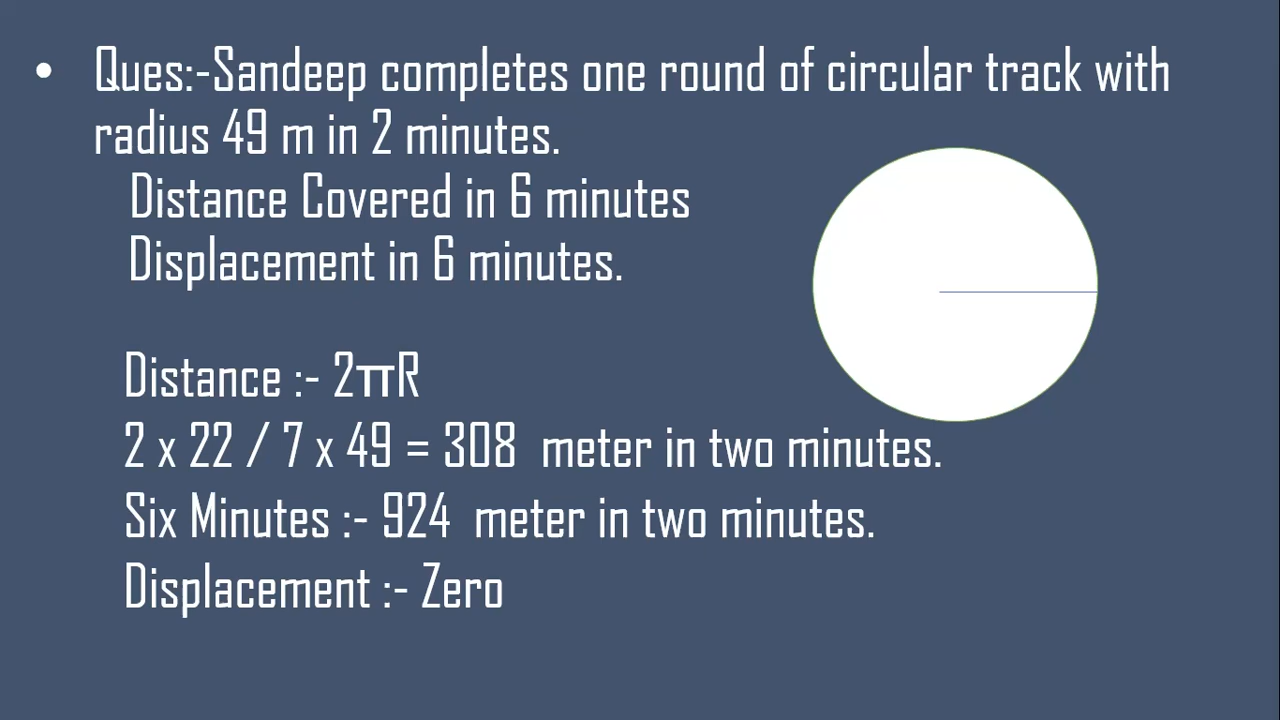 • Ques:-Sandeep completes one round of circular track with
radius 49 m in 2 minutes.
Distance Covered in 6 minutes
Displacement in 6 minutes.
Distance :- 2πR
2 x 22 / 7 x 49 = 308 meter in two minutes.
Six Minutes :- 924 meter in two minutes.
Displacement :- Zero